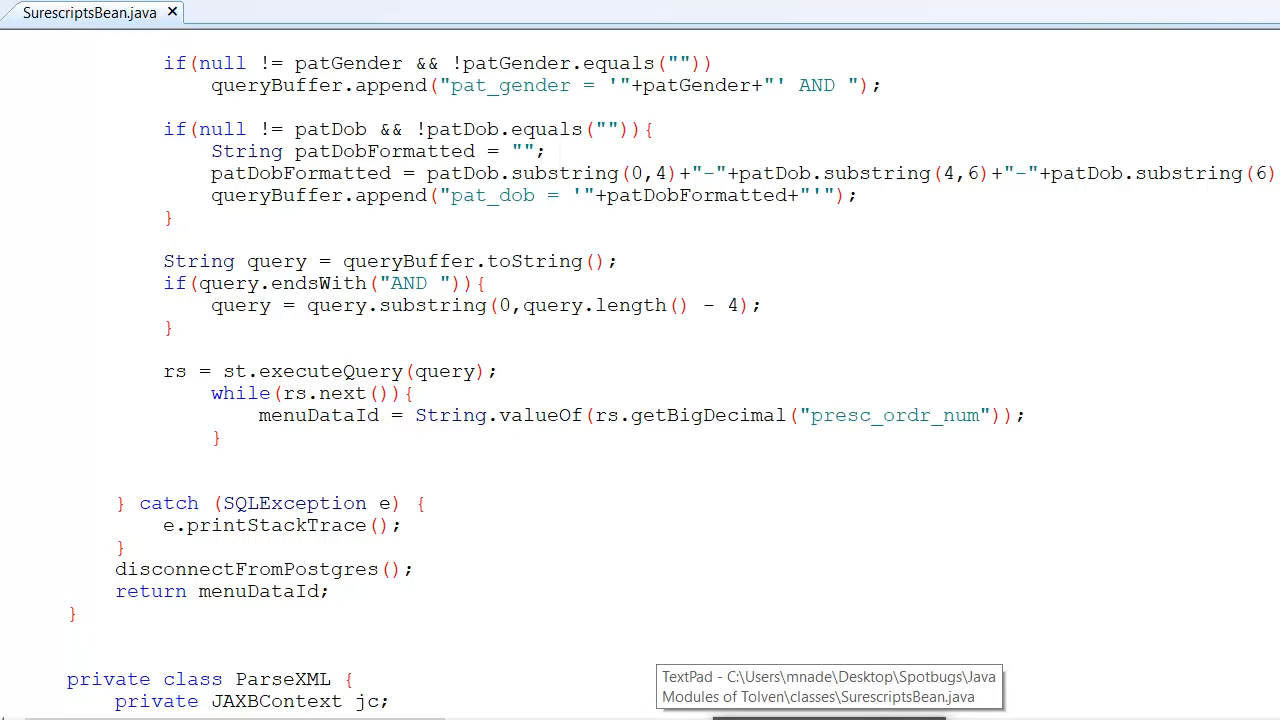 SurescriptsBean.java ✕
if(null != patGender && !patGender.equals(""))
queryBuffer.append("pat_gender = '"+patGender+"' AND ");
if(null != patDob && !patDob.equals("")){
String patDobFormatted = "";
patDobFormatted = patDob.substring(0,4)+"-"+patDob.substring(4,6)+"-"+patDob.substring(6)
queryBuffer.append("pat_dob = '"+patDobFormatted+"'");
}
String query = queryBuffer.toString();
if(query.endsWith("AND ")){
query = query.substring(0,query.length() - 4);
}
rs = st.executeQuery(query);
while(rs.next()){
menuDataId = String.valueOf(rs.getBigDecimal("presc_ordr_num"));
}
} catch (SQLException e) {
e.printStackTrace();
}
disconnectFromPostgres();
return menuDataId;
}
private class ParseXML {
private JAXBContext jc;
TextPad - C:\Users\mnade\Desktop\Spotbugs\Java
Modules of Tolven\classes\SurescriptsBean.java